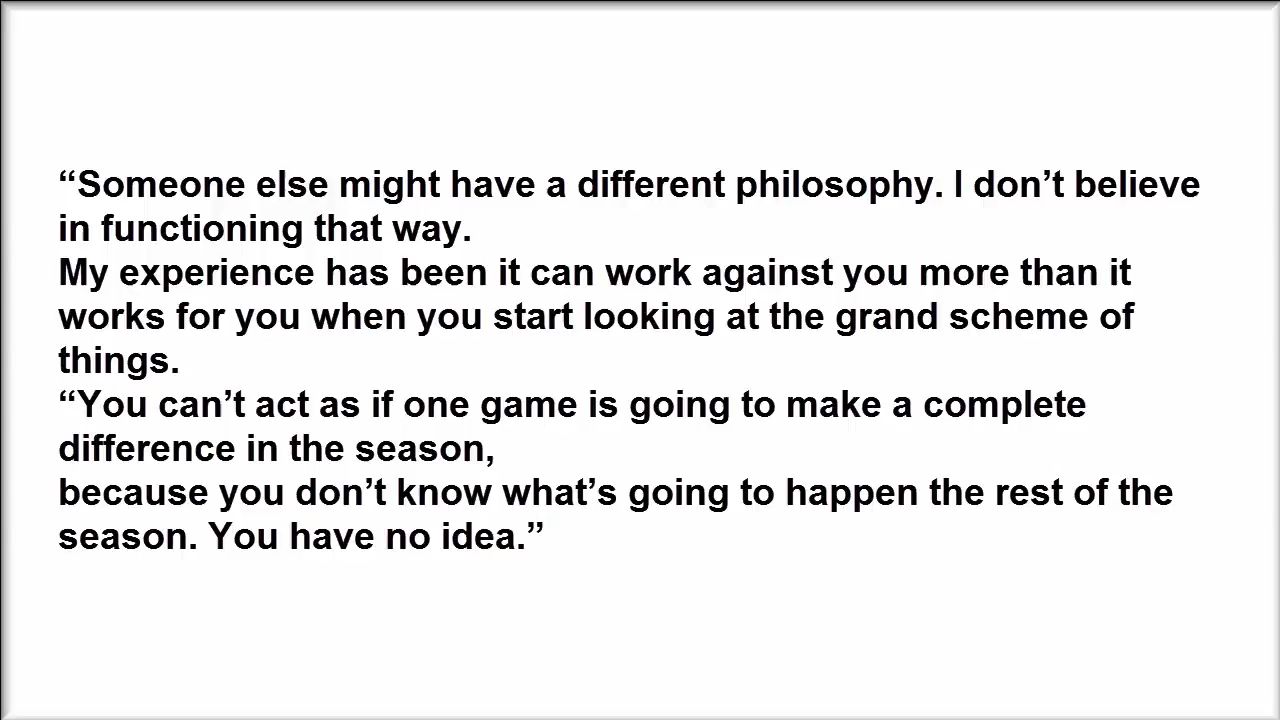 “Someone else might have a different philosophy. I don’t believe
in functioning that way.
My experience has been it can work against you more than it
works for you when you start looking at the grand scheme of
things.
“You can’t act as if one game is going to make a complete
difference in the season,
because you don’t know what’s going to happen the rest of the
season. You have no idea.”